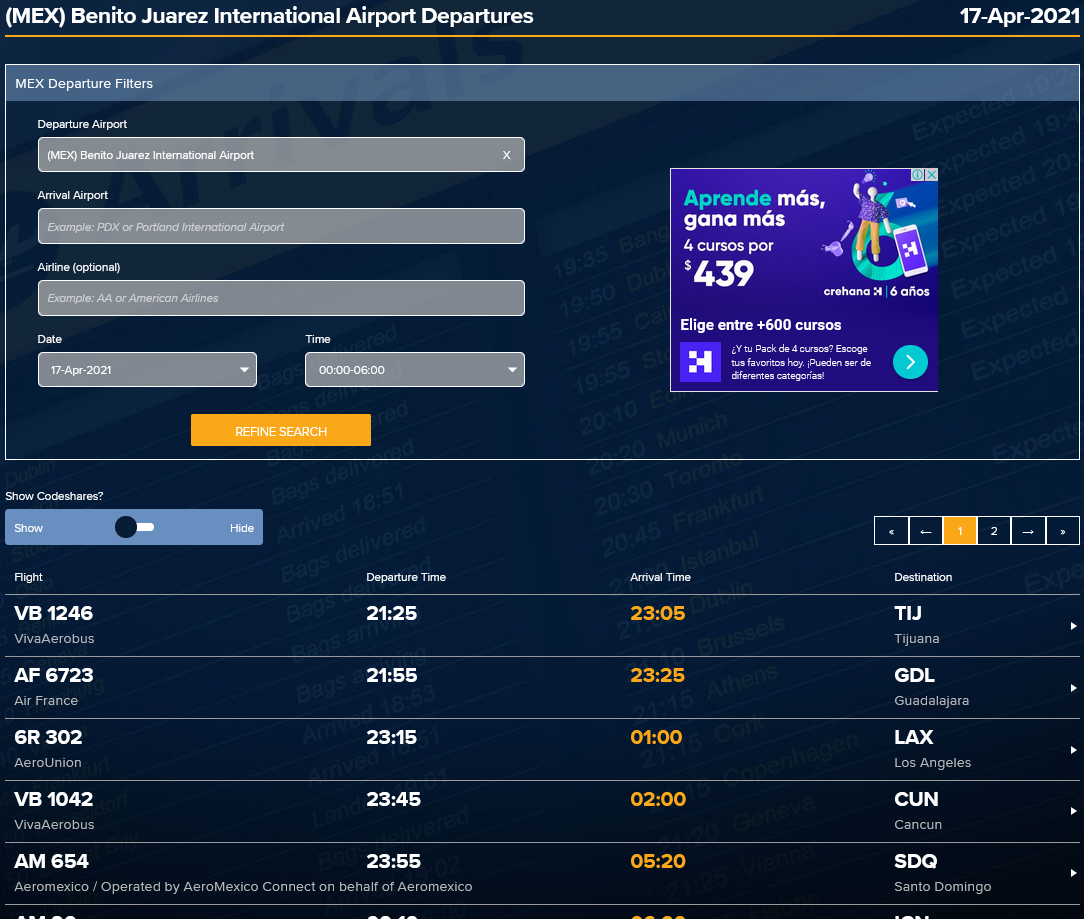 (MEX) Benito Juarez International Airport Departures
17-Apr-2021
MEX Departure Filters
Departure Airport
(MEX) Benito Juarez International Airport X
Arrival Airport
Example: PDX or Portland International Airport
Airline (optional)
Example: AA or American Airlines
Date
Time
17-Apr-2021
00:00-06:00
REFINE SEARCH
Aprende más,
gana más
4 cursos por
$439
crehana H | 6 años
Elige entre +600 cursos
¿Y tu Pack de 4 cursos? Escoge
tus favoritos hoy. ¡Pueden ser de
diferentes categorías!
Show Codeshares?
Show Hide
« ← 1 2 → »
Flight Departure Time Arrival Time Destination
VB 1246 21:25 23:05 TIJ
VivaAerobus Tijuana
AF 6723 21:55 23:25 GDL
Air France Guadalajara
6R 302 23:15 01:00 LAX
AeroUnion Los Angeles
VB 1042 23:45 02:00 CUN
VivaAerobus Cancun
AM 654 23:55 05:20 SDQ
Aeromexico / Operated by AeroMexico Connect on behalf of Aeromexico Santo Domingo